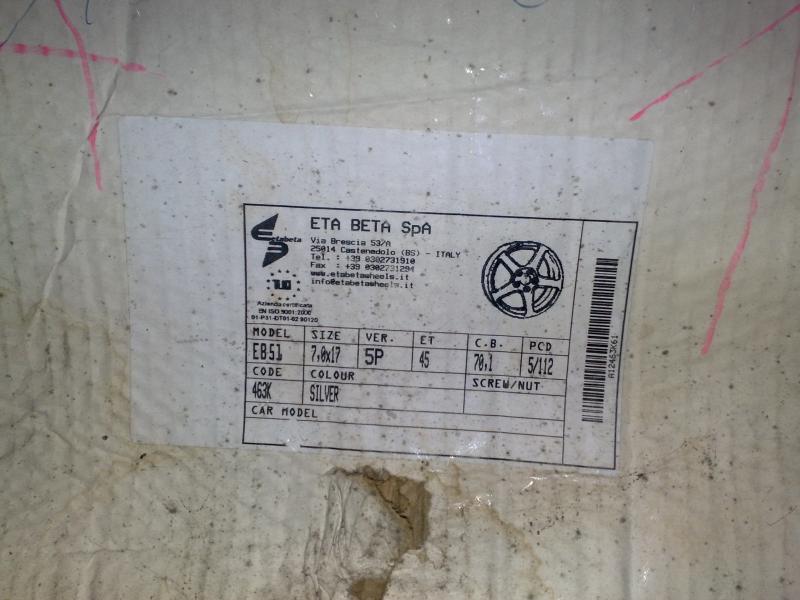 etabeta
ETA BETA SpA
Via Brescia 53/A
25014 Castenedolo (BS) - ITALY
Tel. : +39 0302731910
Fax : +39 0302731294
www.etabetawheels.it
info@etabetawheels.it
Azienda certificata
EN ISO 9001:2000
MODEL SIZE VER. ET C.B. PCD
EB51 7,0x17 5P 45 70,1 5/112
CODE COLOUR SCREW/NUT
463K SILVER
CAR MODEL